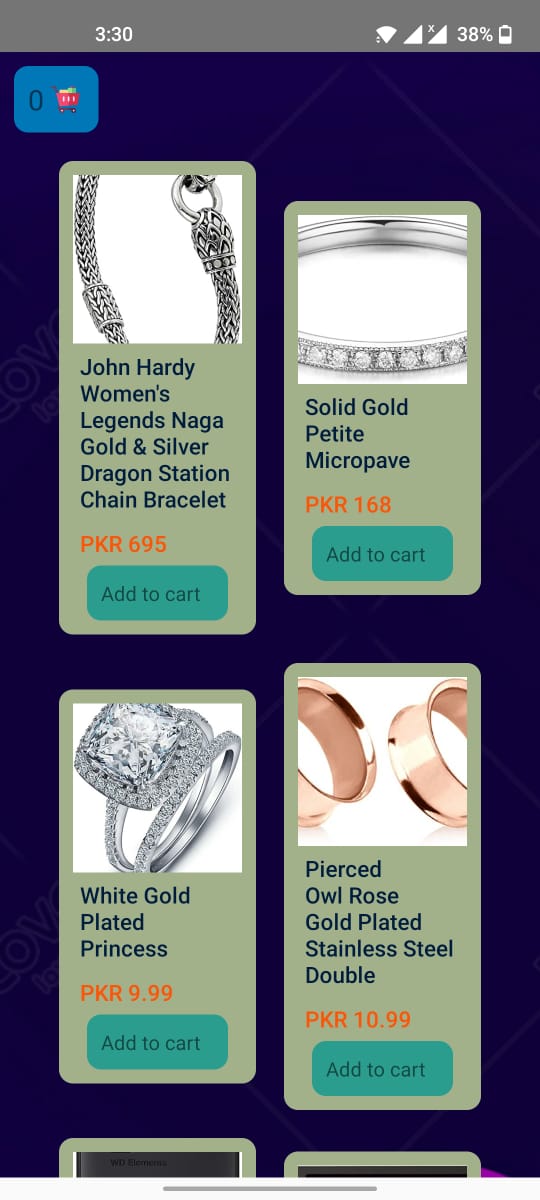 3:30
x
38%
0
John Hardy
Women's
Legends Naga
Gold & Silver
Dragon Station
Chain Bracelet
PKR 695
Add to cart
Solid Gold
Petite
Micropave
PKR 168
Add to cart
White Gold
Plated
Princess
PKR 9.99
Add to cart
Pierced
Owl Rose
Gold Plated
Stainless Steel
Double
PKR 10.99
Add to cart
WD Elements